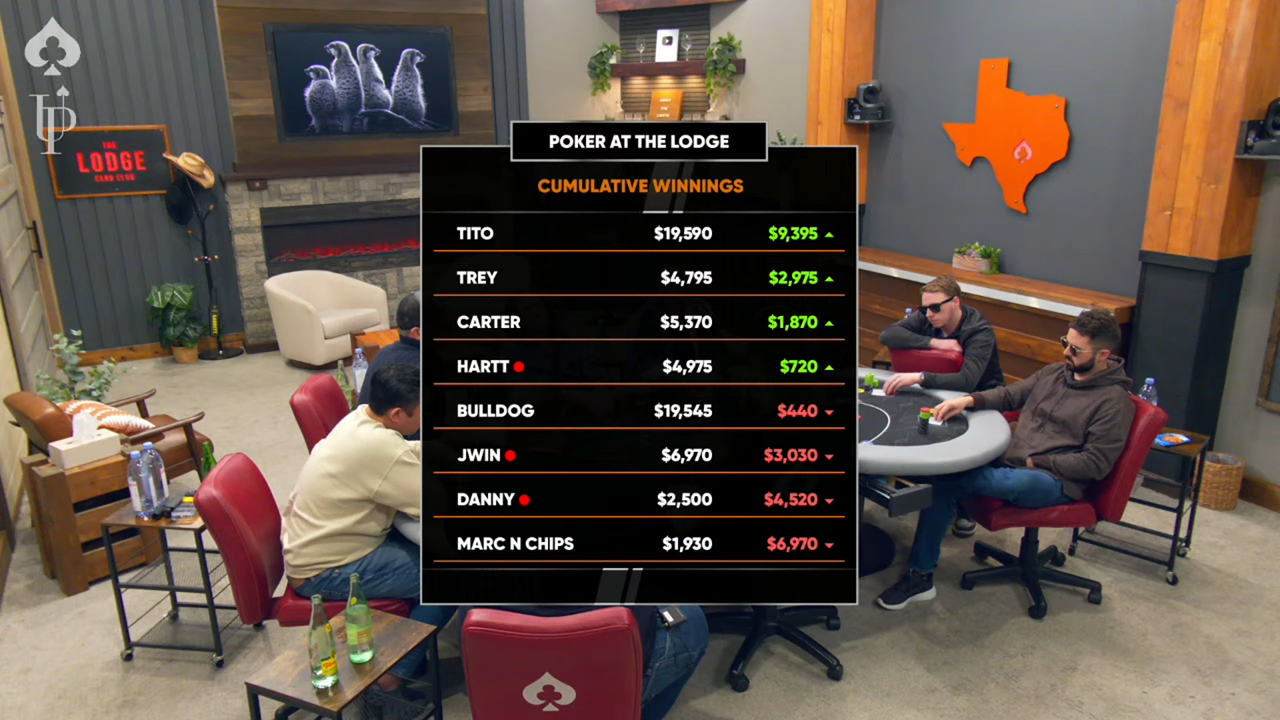 UP
THE
LODGE
CARD CLUB
POKER AT THE LODGE
CUMULATIVE WINNINGS
TITO $19,590 $9,395
TREY $4,795 $2,975
CARTER $5,370 $1,870
HARTT $4,975 $720
BULLDOG $19,545 $440
JWIN $6,970 $3,030
DANNY $2,500 $4,520
MARC N CHIPS $1,930 $6,970